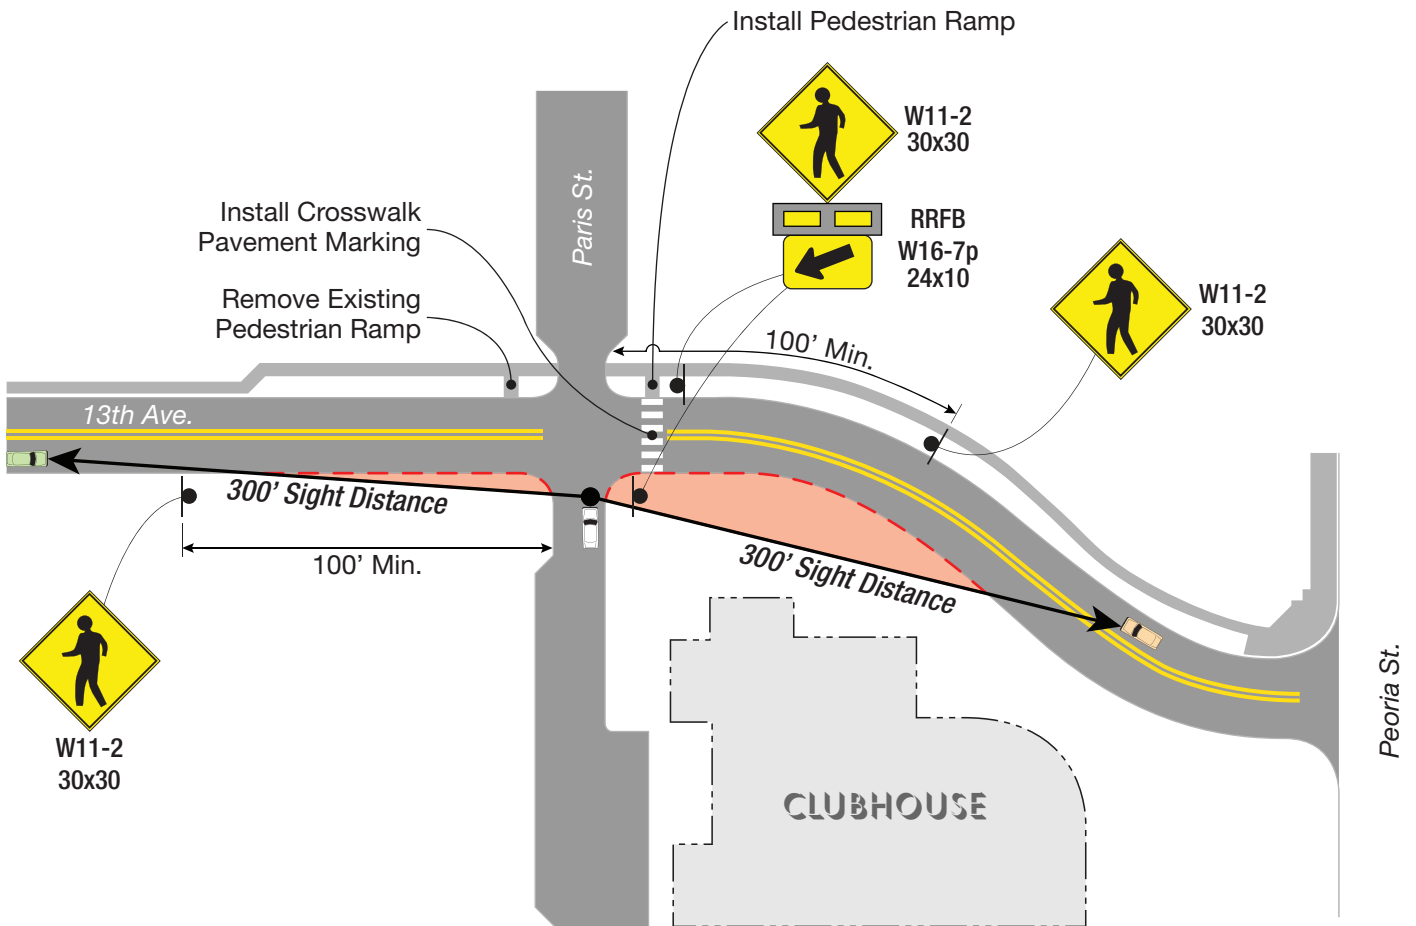 Install Pedestrian Ramp
W11-2
30x30
Paris St.
Install Crosswalk
Pavement Marking
RRFB
W16-7p
24x10
Remove Existing
Pedestrian Ramp
W11-2
30x30
100’ Min.
13th Ave.
300’ Sight Distance
100’ Min.
300’ Sight Distance
W11-2
30x30
Peoria St.
CLUBHOUSE